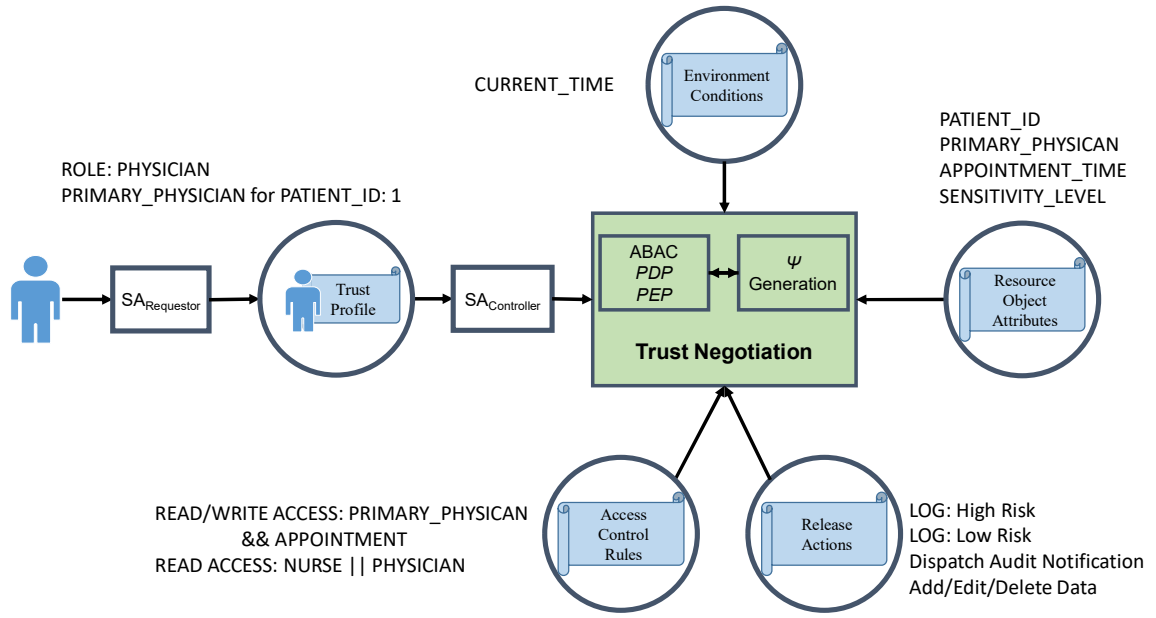 CURRENT_TIME
Environment
Conditions
PATIENT_ID
PRIMARY_PHYSICAN
APPOINTMENT_TIME
SENSITIVITY_LEVEL
ROLE: PHYSICIAN
PRIMARY_PHYSICIAN for PATIENT_ID: 1
SARequestor
Trust
Profile
SAController
ABAC
PDP
PEP
Ψ
Generation
Trust Negotiation
Resource
Object
Attributes
READ/WRITE ACCESS: PRIMARY_PHYSICAN
&& APPOINTMENT
READ ACCESS: NURSE || PHYSICIAN
Access
Control
Rules
Release
Actions
LOG: High Risk
LOG: Low Risk
Dispatch Audit Notification
Add/Edit/Delete Data